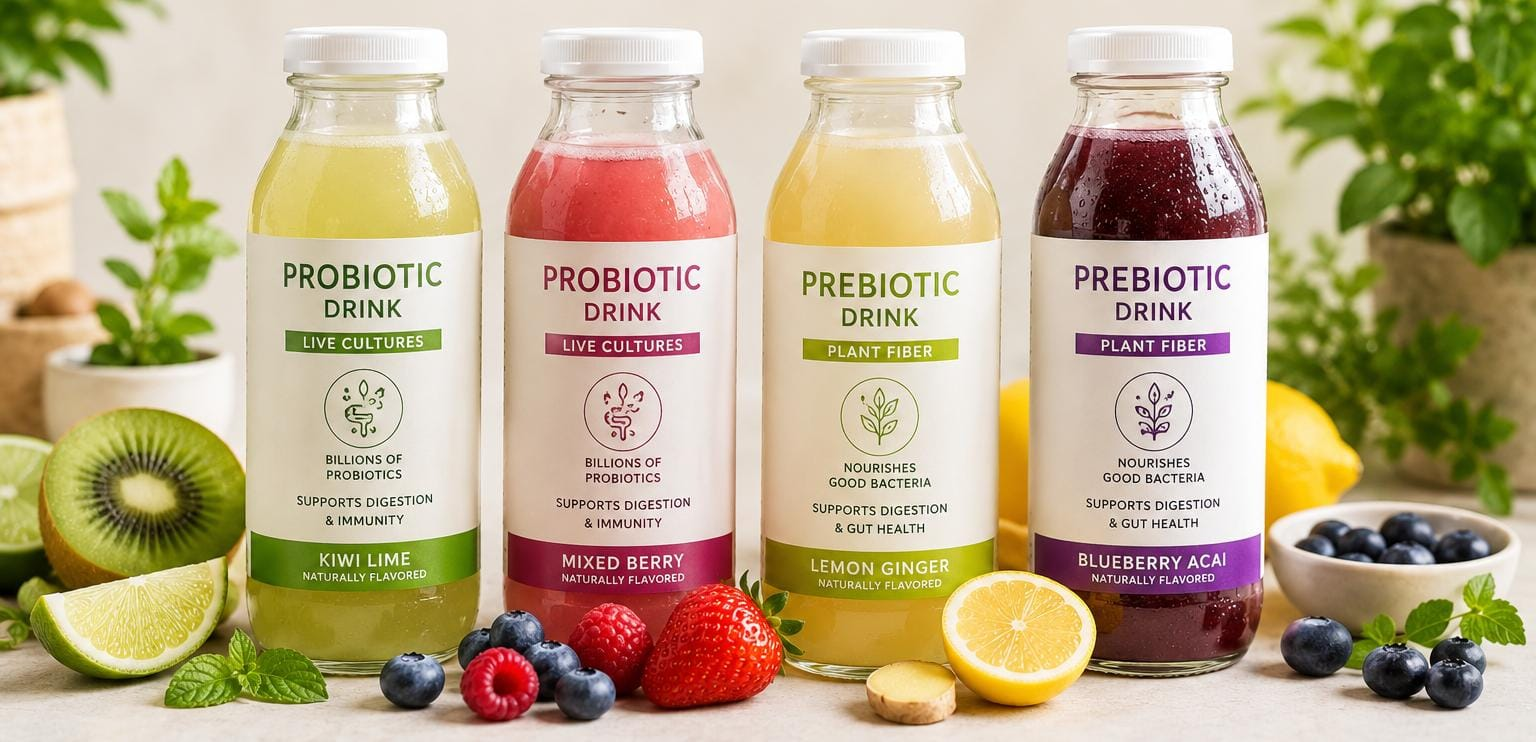 PROBIOTIC
DRINK
LIVE CULTURES
BILLIONS OF
PROBIOTICS
SUPPORTS DIGESTION
& IMMUNITY
KIWI LIME
NATURALLY FLAVORED
PROBIOTIC
DRINK
LIVE CULTURES
BILLIONS OF
PROBIOTICS
SUPPORTS DIGESTION
& IMMUNITY
MIXED BERRY
NATURALLY FLAVORED
PREBIOTIC
DRINK
PLANT FIBER
NOURISHES
GOOD BACTERIA
SUPPORTS DIGESTION
& GUT HEALTH
LEMON GINGER
NATURALLY FLAVORED
PREBIOTIC
DRINK
PLANT FIBER
NOURISHES
GOOD BACTERIA
SUPPORTS DIGESTION
& GUT HEALTH
BLUEBERRY ACAI
NATURALLY FLAVORED